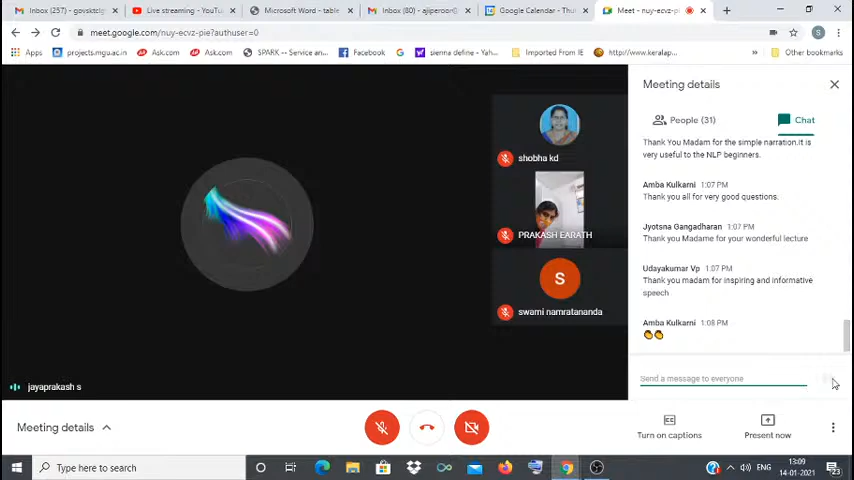 Inbox (257) - govsktclg
Live streaming - YouTu
Microsoft Word - table
Inbox (80) - ajiperoor@
Google Calendar - Thu
Meet - nuy-ecvz-pi
meet.google.com/nuy-ecvz-pie?authuser=0
Apps
projects.mgu.ac.in
Ask.com
Ask.com
SPARK -- Service an...
Facebook
G
sienna define - Yah...
Imported From IE
http://www.keralap...
»
Other bookmarks
Meeting details
People (31)
Chat
Thank You Madam for the simple narration.It is
very useful to the NLP beginners.
Amba Kulkarni 1:07 PM
Thank you all for very good questions.
Jyotsna Gangadharan 1:07 PM
Thank you Madame for your wonderful lecture
Udayakumar Vp 1:07 PM
Thank you madam for inspiring and informative
speech
Amba Kulkarni 1:08 PM
👏👏
Send a message to everyone
shobha kd
PRAKASH EARATH
S
swami namratananda
jayaprakash s
Meeting details
Turn on captions
Present now
Type here to search
ENG
13:09
14-01-2021
23